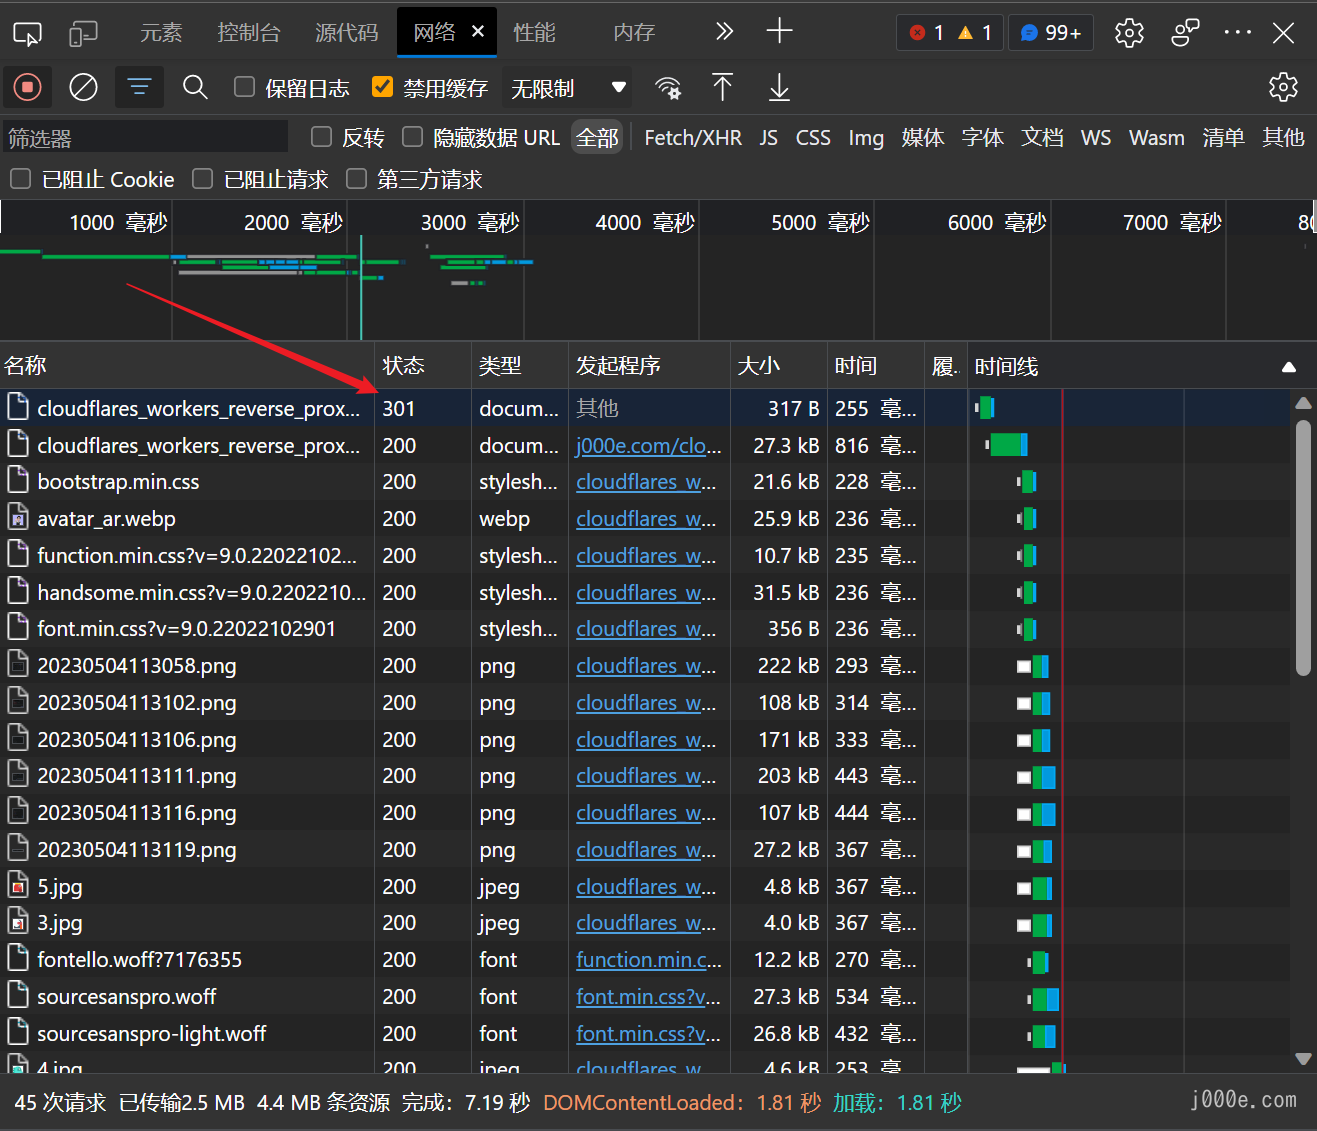 元素 控制台 源代码 网络 性能 内存 1 1 99+
保留日志 禁用缓存 无限制
筛选器 反转 隐藏数据 URL 全部 Fetch/XHR JS CSS Img 媒体 字体 文档 WS Wasm 清单 其他
已阻止 Cookie 已阻止请求 第三方请求
1000 毫秒 2000 毫秒 3000 毫秒 4000 毫秒 5000 毫秒 6000 毫秒 7000 毫秒
名称 状态 类型 发起程序 大小 时间 履... 时间线
cloudflares_workers_reverse_prox... 301 docum... 其他 317 B 255 毫...
cloudflares_workers_reverse_prox... 200 docum... j000e.com/clo... 27.3 kB 816 毫...
bootstrap.min.css 200 stylesh... cloudflares_w... 21.6 kB 228 毫...
avatar_ar.webp 200 webp cloudflares_w... 25.9 kB 236 毫...
function.min.css?v=9.0.22022102... 200 stylesh... cloudflares_w... 10.7 kB 235 毫...
handsome.min.css?v=9.0.2202210... 200 stylesh... cloudflares_w... 31.5 kB 236 毫...
font.min.css?v=9.0.22022102901 200 stylesh... cloudflares_w... 356 B 236 毫...
20230504113058.png 200 png cloudflares_w... 222 kB 293 毫...
20230504113102.png 200 png cloudflares_w... 108 kB 314 毫...
20230504113106.png 200 png cloudflares_w... 171 kB 333 毫...
20230504113111.png 200 png cloudflares_w... 203 kB 443 毫...
20230504113116.png 200 png cloudflares_w... 107 kB 444 毫...
20230504113119.png 200 png cloudflares_w... 27.2 kB 367 毫...
5.jpg 200 jpeg cloudflares_w... 4.8 kB 367 毫...
3.jpg 200 jpeg cloudflares_w... 4.0 kB 367 毫...
fontello.woff?7176355 200 font function.min.c... 12.2 kB 270 毫...
sourcesanspro.woff 200 font font.min.css?v... 27.3 kB 534 毫...
sourcesanspro-light.woff 200 font font.min.css?v... 26.8 kB 432 毫...
4.jpg 200 jpeg cloudflares_w... 4.6 kB 253 毫...
45 次请求 已传输2.5 MB 4.4 MB 条资源 完成：7.19 秒 DOMContentLoaded：1.81 秒 加载：1.81 秒 j000e.com